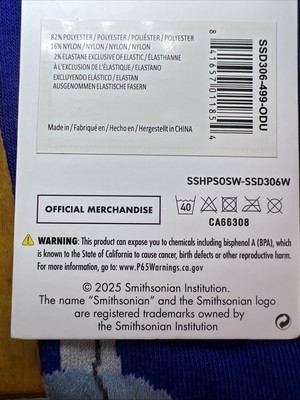 82% POLYESTER / POLYESTER / POLIÉSTER / POLYESTER
16% NYLON / NYLON / NYLON / NYLON
2% ELASTANE EXCLUSIVE OF ELASTIC / ÉLASTHANNE
À L'EXCLUSION DE L'ÉLASTIQUE / ELASTANO
EXCLUYENDO ELÁSTICO / ELASTAN
AUSGENOMMEN ELASTISCHE FASERN
Made in / Fabriqué en / Hecho en / Hergestellt in CHINA
SSD306-499-ODU
SSHPS0SW-SSD306W
OFFICIAL MERCHANDISE
40
CA66308
WARNING: This product can expose you to chemicals including bisphenol A (BPA), which
is known to the State of California to cause cancer, birth defects or other reproductive harm.
For more information, go to: www.P65Warnings.ca.gov
© 2025 Smithsonian Institution.
The name "Smithsonian" and the Smithsonian logo
are registered trademarks owned by
the Smithsonian Institution